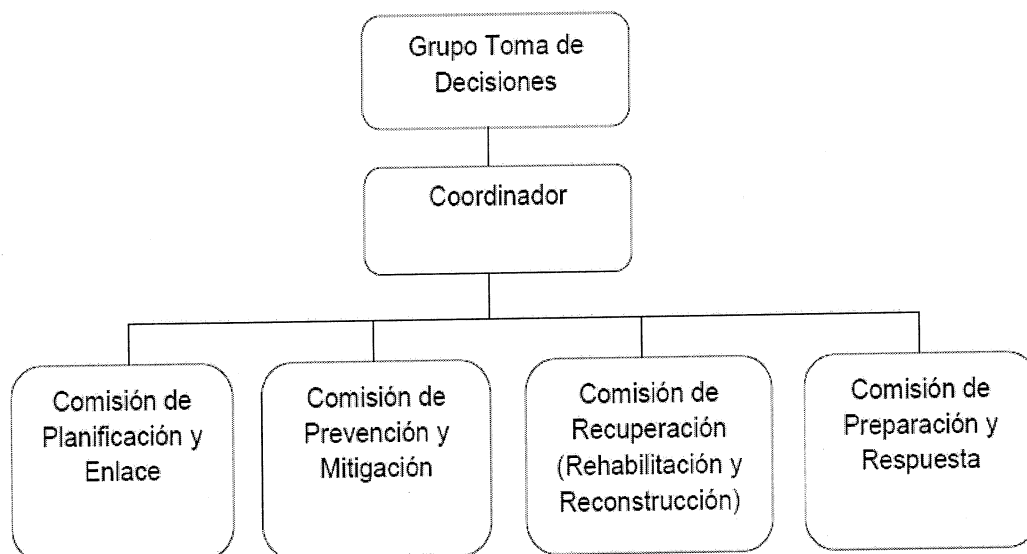 Grupo Toma de
Decisiones
Coordinador
Comisión de
Planificación y
Enlace
Comisión de
Prevención y
Mitigación
Comisión de
Recuperación
(Rehabilitación y
Reconstrucción)
Comisión de
Preparación y
Respuesta